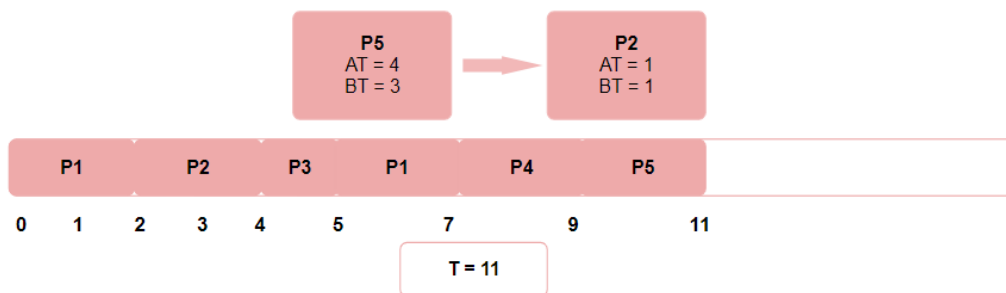 P5
AT = 4
BT = 3
P2
AT = 1
BT = 1
P1 P2 P3 P1 P4 P5
0 1 2 3 4 5 7 9 11
T = 11